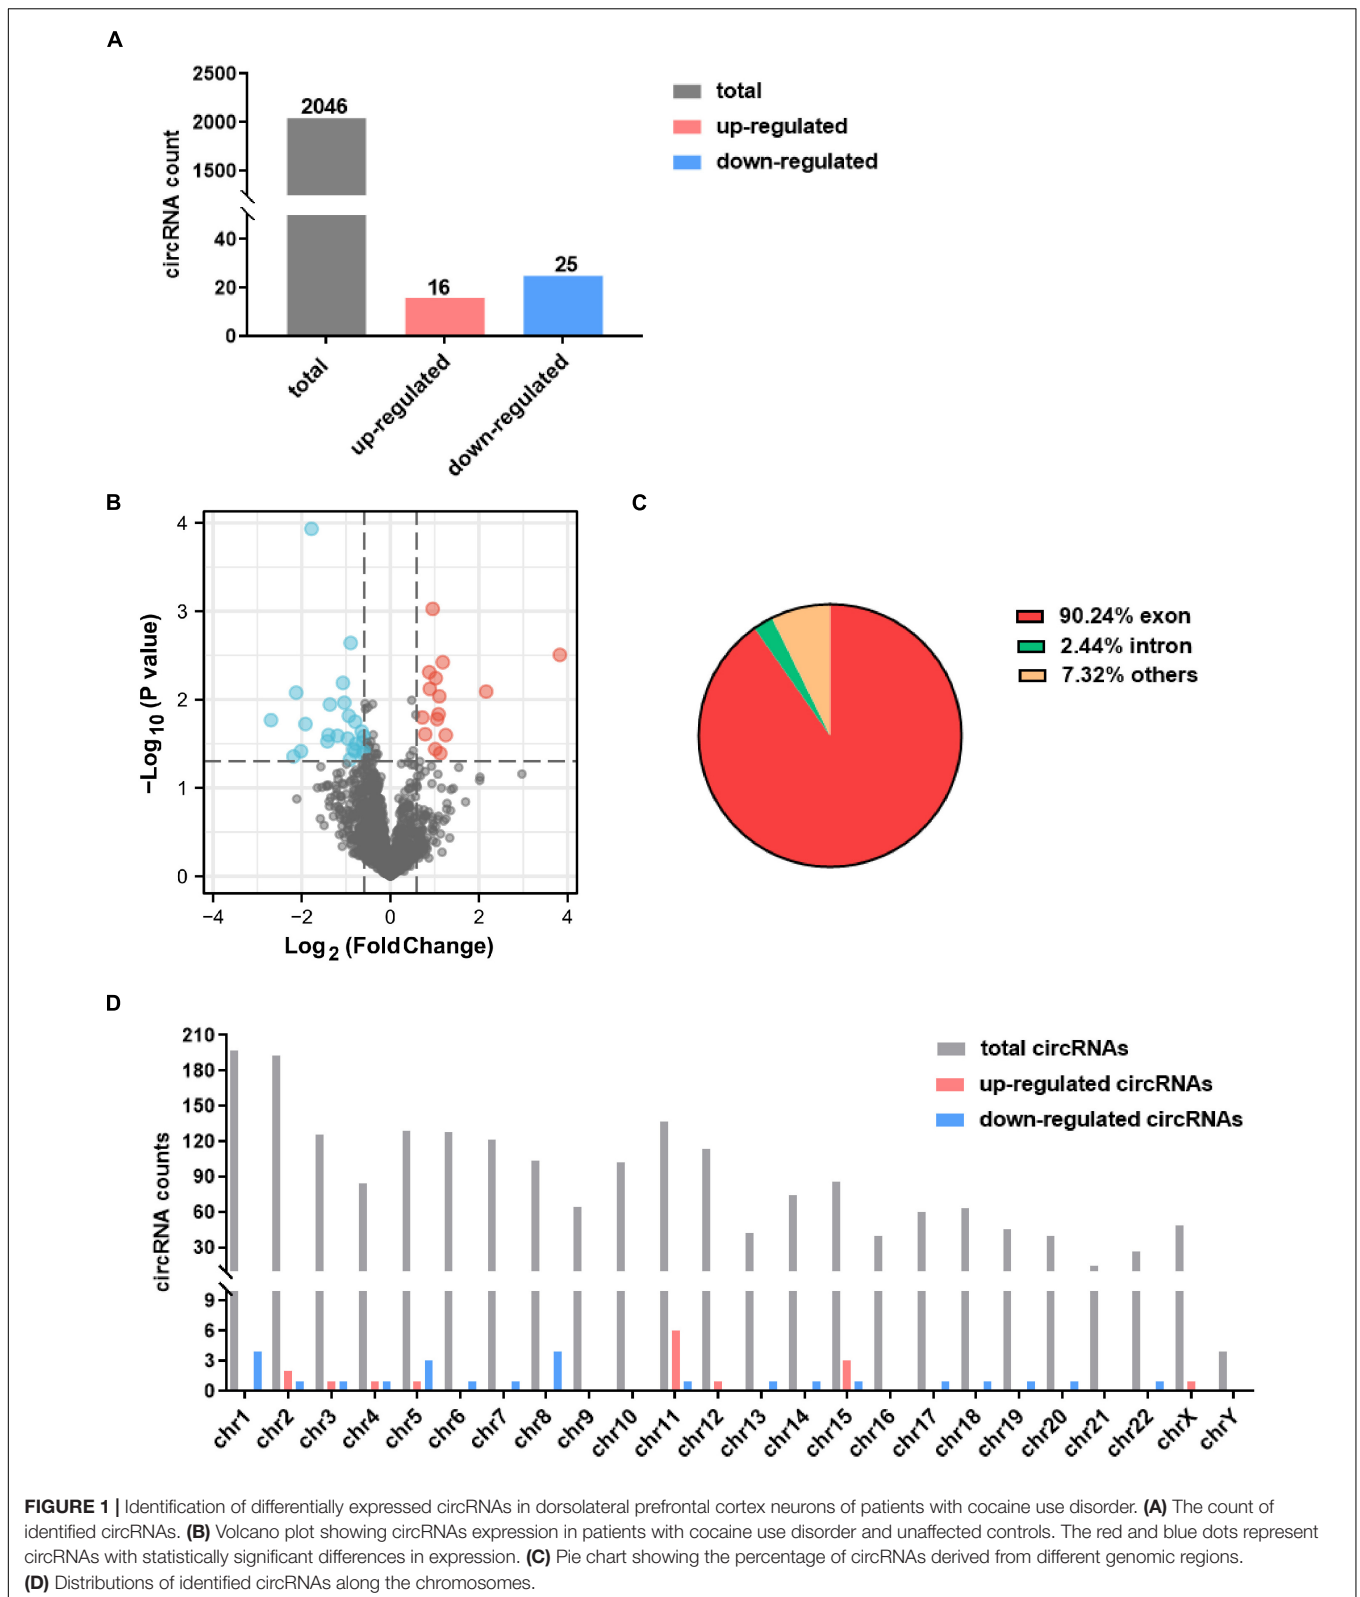 A
2500
2000
1500
40
20
0
circRNA count
2046
16
25
total
up-regulated
down-regulated
total
up-regulated
down-regulated
B
4
3
2
1
0
−Log10 (P value)
−4
−2
0
2
4
Log2 (FoldChange)
C
90.24% exon
2.44% intron
7.32% others
D
210
180
150
120
90
60
30
9
6
3
0
circRNA counts
total circRNAs
up-regulated circRNAs
down-regulated circRNAs
chr1
chr2
chr3
chr4
chr5
chr6
chr7
chr8
chr9
chr10
chr11
chr12
chr13
chr14
chr15
chr16
chr17
chr18
chr19
chr20
chr21
chr22
chrX
chrY
FIGURE 1 | Identification of differentially expressed circRNAs in dorsolateral prefrontal cortex neurons of patients with cocaine use disorder. (A) The count of
identified circRNAs. (B) Volcano plot showing circRNAs expression in patients with cocaine use disorder and unaffected controls. The red and blue dots represent
circRNAs with statistically significant differences in expression. (C) Pie chart showing the percentage of circRNAs derived from different genomic regions.
(D) Distributions of identified circRNAs along the chromosomes.